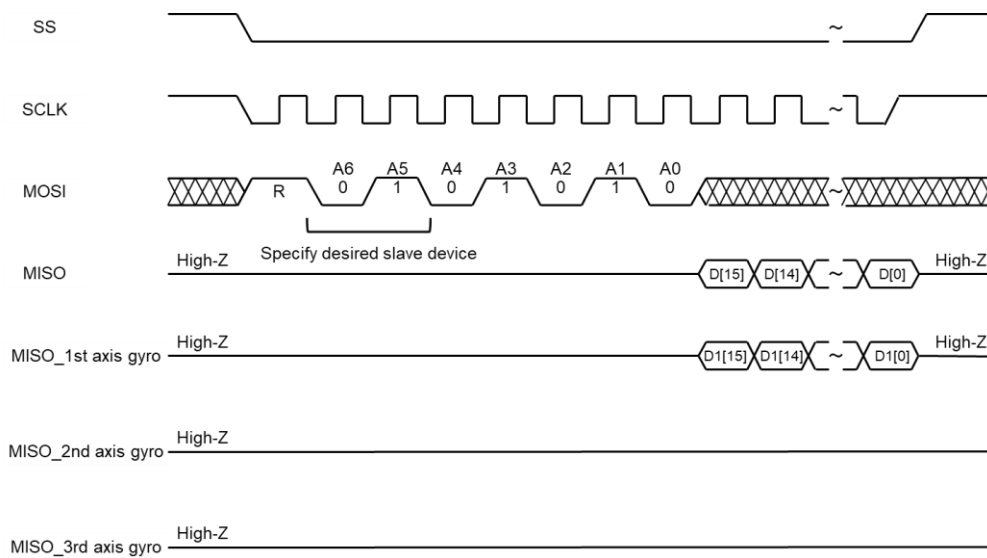 SS
~
SCLK
~
A6 A5 A4 A3 A2 A1 A0
MOSI R 0 1 0 1 0 1 0 ~
Specify desired slave device
High-Z High-Z
MISO D[15] D[14] ~ D[0]
High-Z High-Z
MISO_1st axis gyro D1[15] D1[14] ~ D1[0]
High-Z
MISO_2nd axis gyro
High-Z
MISO_3rd axis gyro